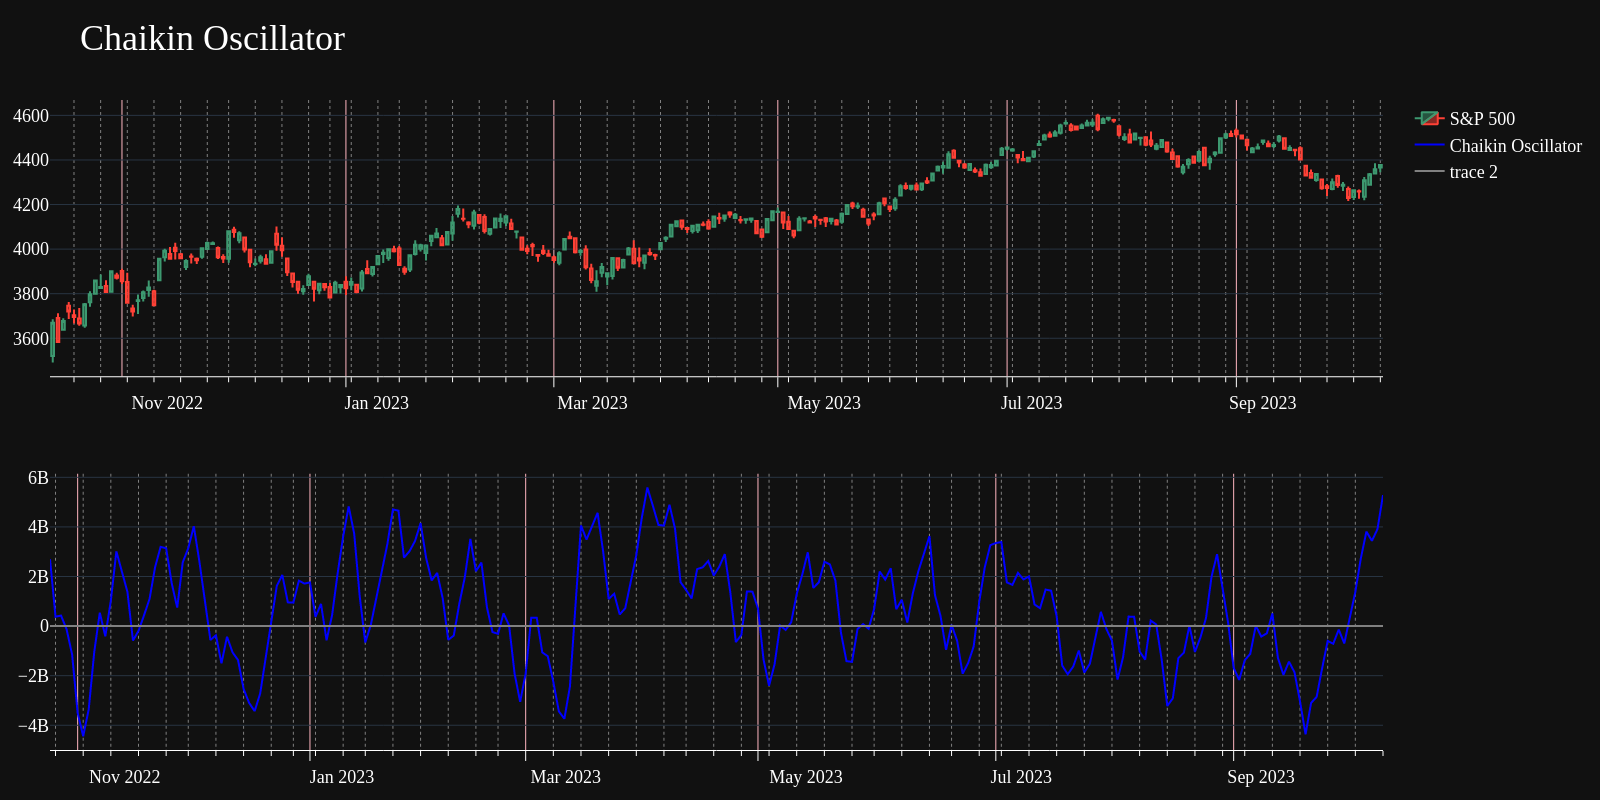 Chaikin Oscillator
4600
4400
4200
4000
3800
3600
Nov 2022 Jan 2023 Mar 2023 May 2023 Jul 2023 Sep 2023
S&P 500
Chaikin Oscillator
trace 2
6B
4B
2B
0
−2B
−4B
Nov 2022 Jan 2023 Mar 2023 May 2023 Jul 2023 Sep 2023